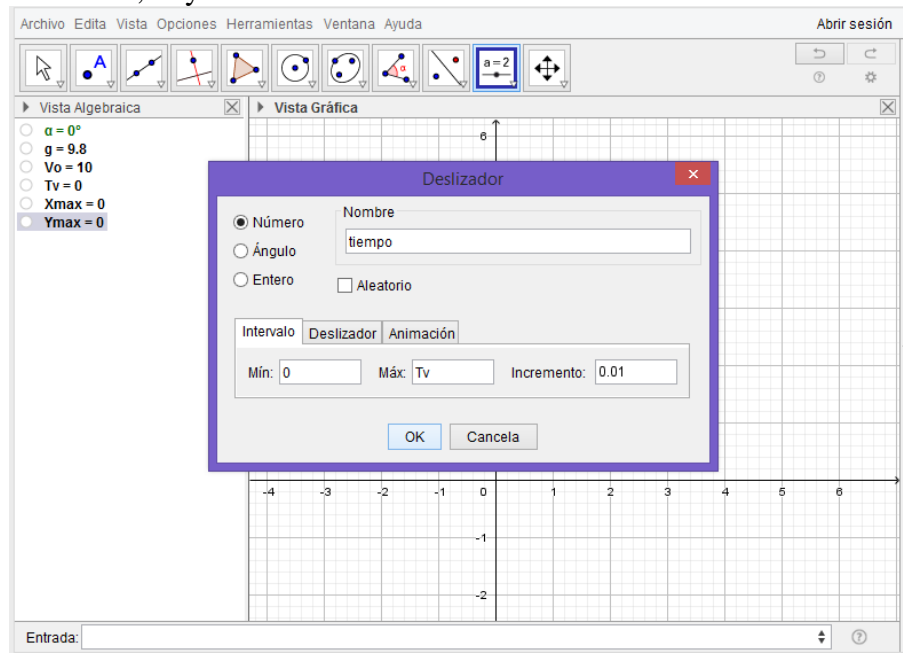 Archivo Edita Vista Opciones Herramientas Ventana Ayuda Abrir sesión
A α a=2
Vista Algebraica
Vista Gráfica
α = 0°
g = 9.8
Vo = 10
Tv = 0
Xmax = 0
Ymax = 0
6
Deslizador
Número
Ángulo
Entero
Nombre
tiempo
Aleatorio
Intervalo Deslizador Animación
Mín: 0 Máx: Tv Incremento: 0.01
OK Cancela
-4 -3 -2 -1 0 1 2 3 4 5 6
-1
-2
Entrada: